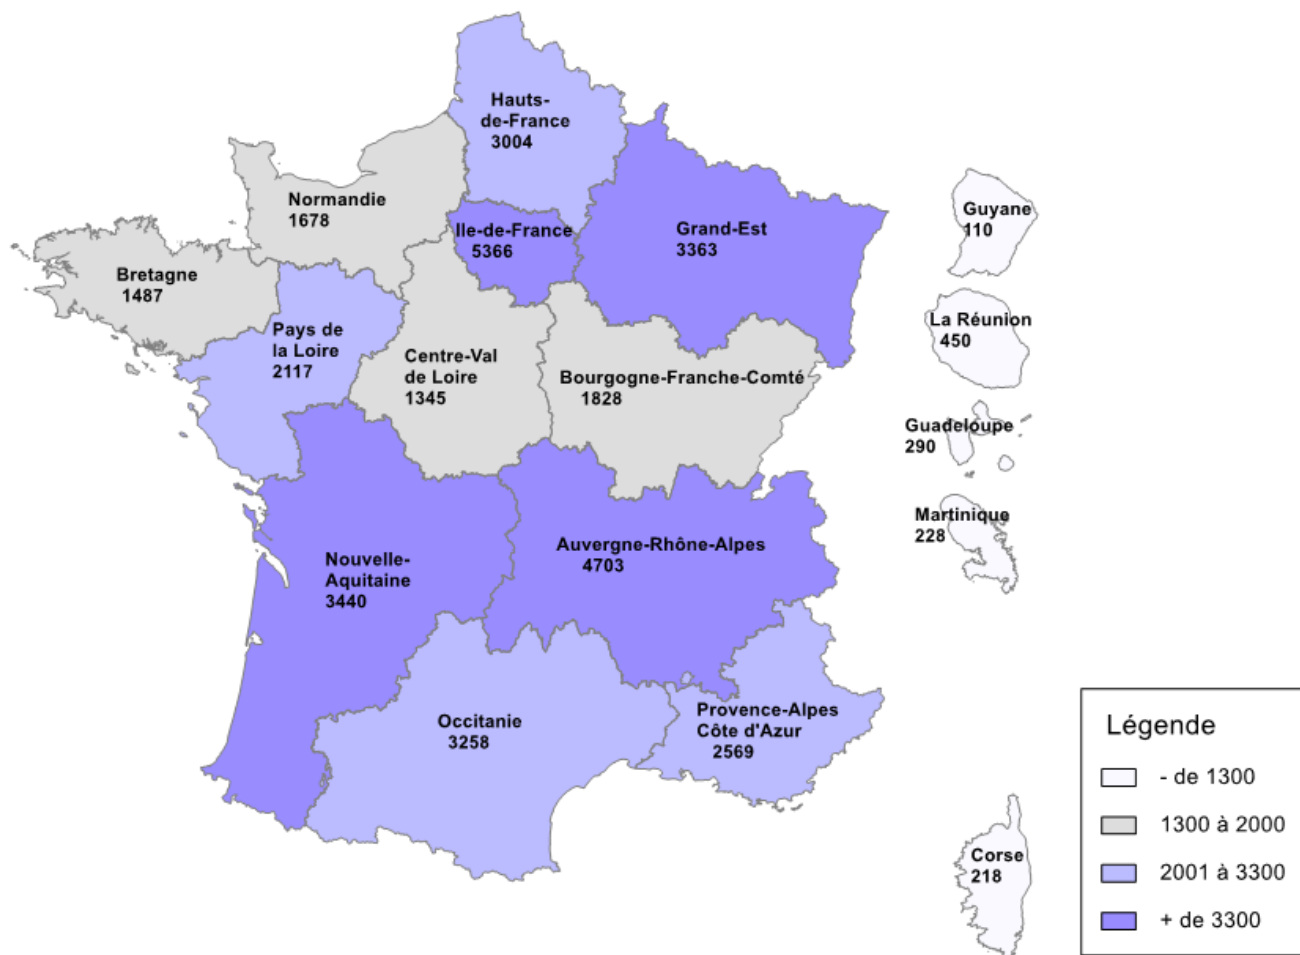 Hauts-
de-France
3004
Normandie
1678
Ile-de-France
5366
Grand-Est
3363
Bretagne
1487
Pays de
la Loire
2117
Centre-Val
de Loire
1345
Bourgogne-Franche-Comté
1828
Nouvelle-
Aquitaine
3440
Auvergne-Rhône-Alpes
4703
Occitanie
3258
Provence-Alpes
Côte d'Azur
2569
Guyane
110
La Réunion
450
Guadeloupe
290
Martinique
228
Corse
218
Légende
- de 1300
1300 à 2000
2001 à 3300
+ de 3300